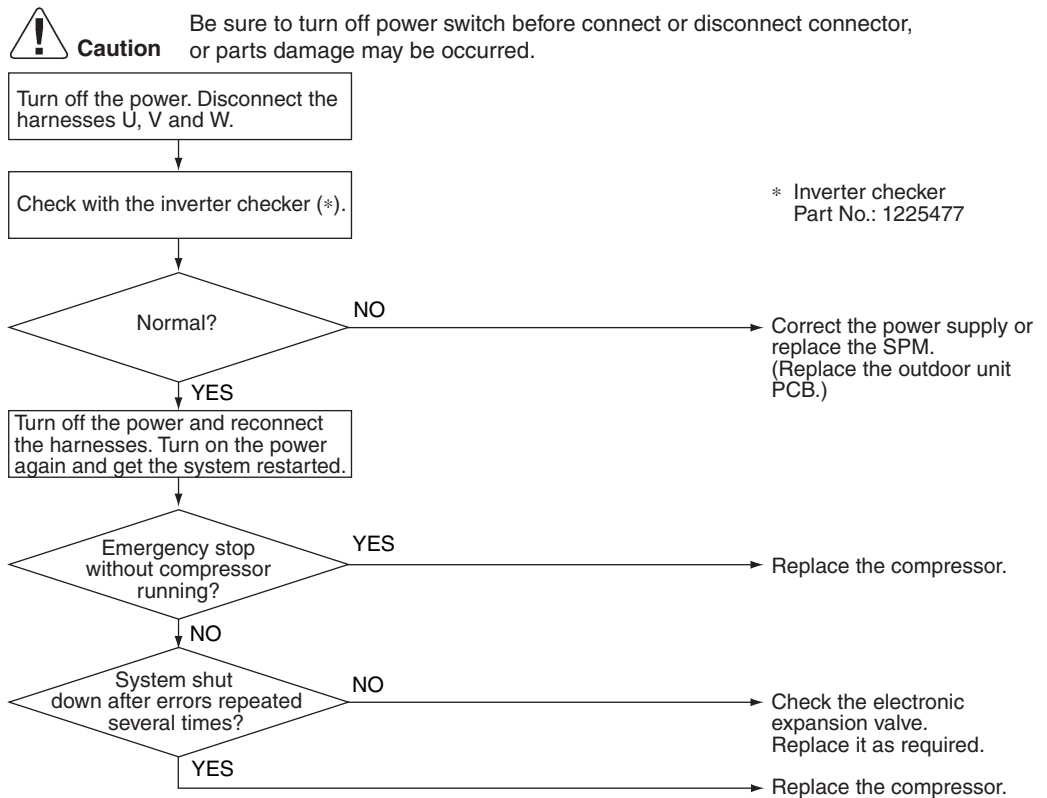 Caution
Be sure to turn off power switch before connect or disconnect connector,
or parts damage may be occurred.
Turn off the power. Disconnect the
harnesses U, V and W.
Check with the inverter checker (*).
* Inverter checker
Part No.: 1225477
Normal?
NO
Correct the power supply or
replace the SPM.
(Replace the outdoor unit
PCB.)
YES
Turn off the power and reconnect
the harnesses. Turn on the power
again and get the system restarted.
Emergency stop
without compressor
running?
YES
Replace the compressor.
NO
System shut
down after errors repeated
several times?
NO
Check the electronic
expansion valve.
Replace it as required.
YES
Replace the compressor.